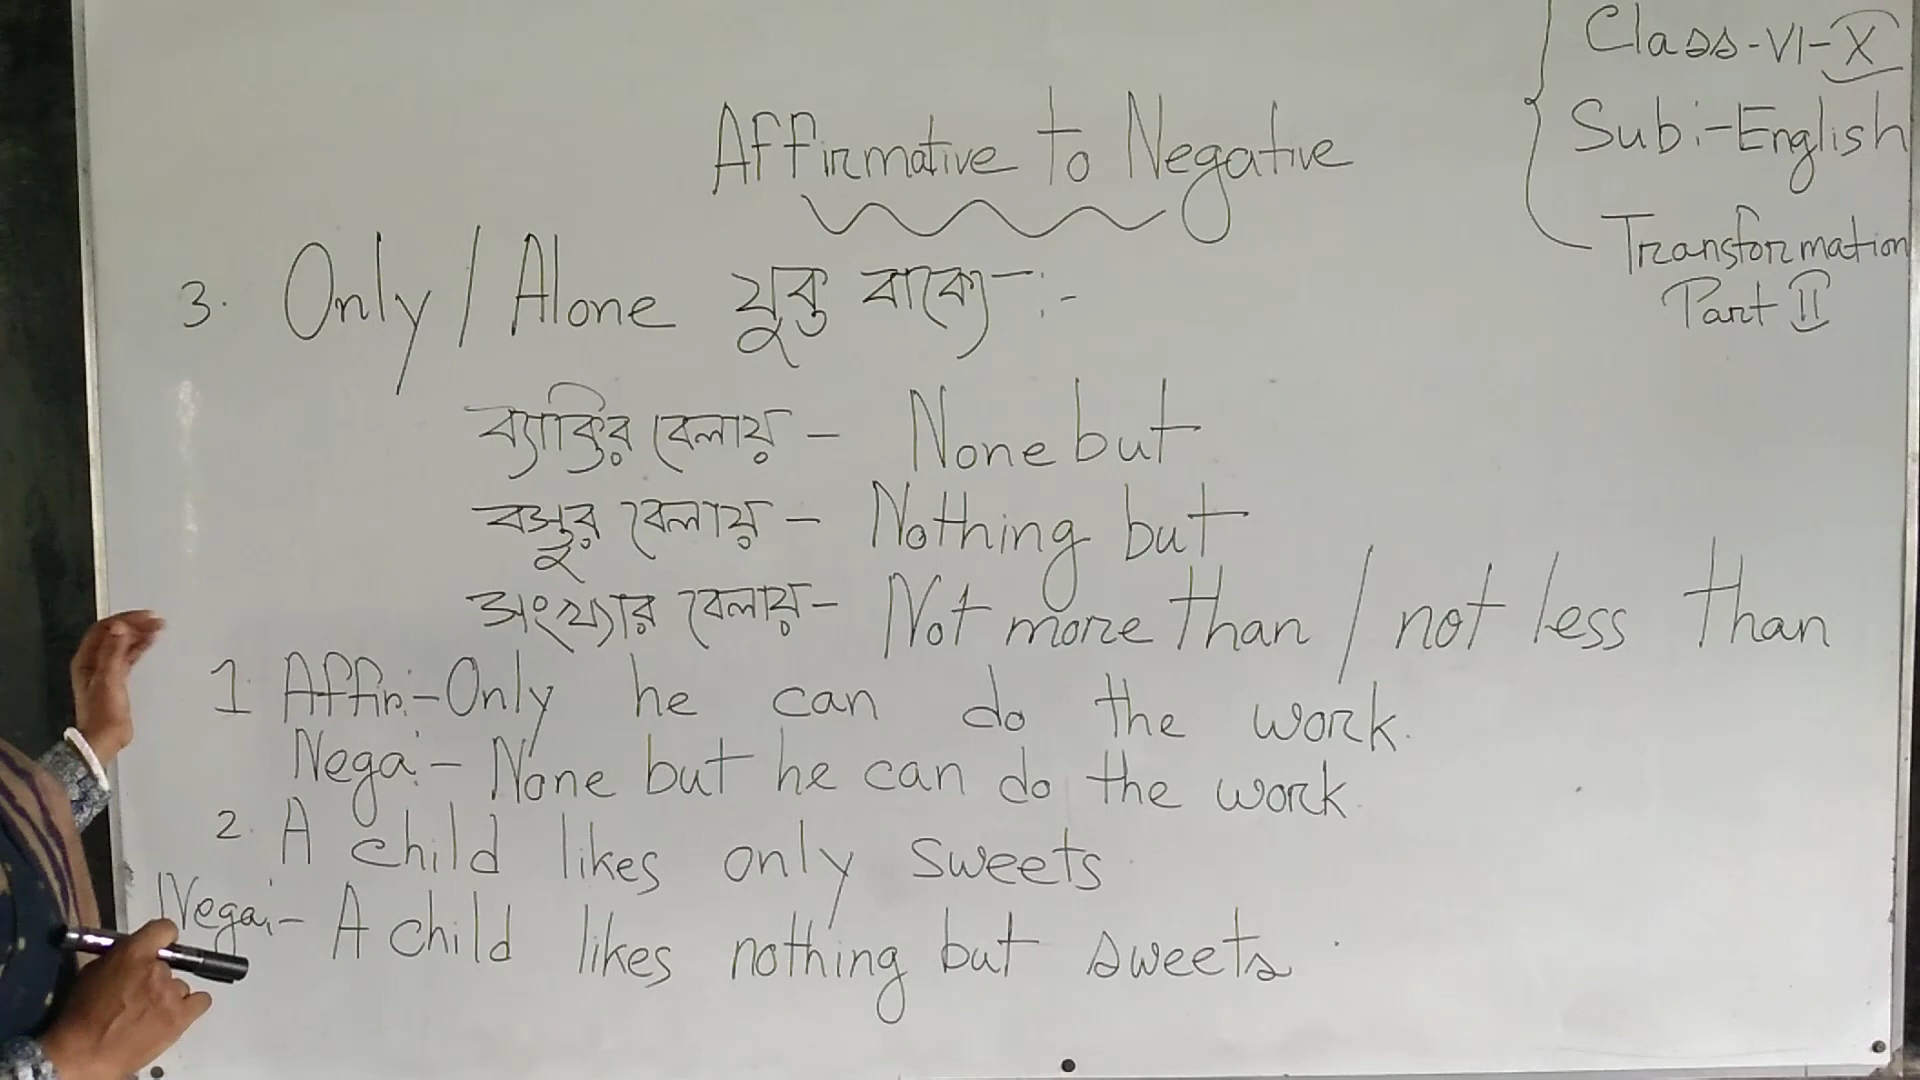 Class-VI-X
Sub:-English
Transformation
Part II
Affirmative to Negative
3. Only/Alone যুক্ত বাক্যে-:-
ব্যাক্তির বেলায় - None but
বস্তুর বেলায় - Nothing but
সংখ্যার বেলায় - Not more than / not less than
1. Affir:-Only he can do the work.
Nega:- None but he can do the work.
2. A child likes only sweets.
Nega:- A child likes nothing but sweets.